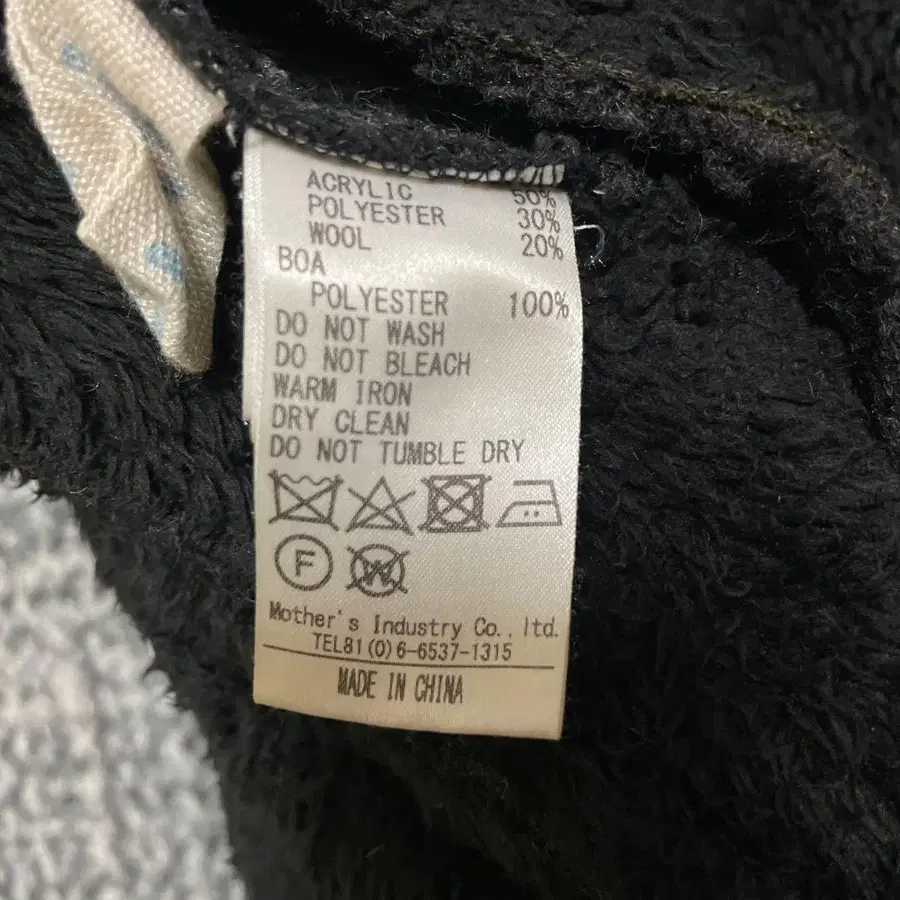 ACRYLIC 50%
POLYESTER 30%
WOOL 20%
BOA
POLYESTER 100%
DO NOT WASH
DO NOT BLEACH
WARM IRON
DRY CLEAN
DO NOT TUMBLE DRY
F W
Mother's Industry Co., ltd.
TEL81(0)6-6537-1315
MADE IN CHINA